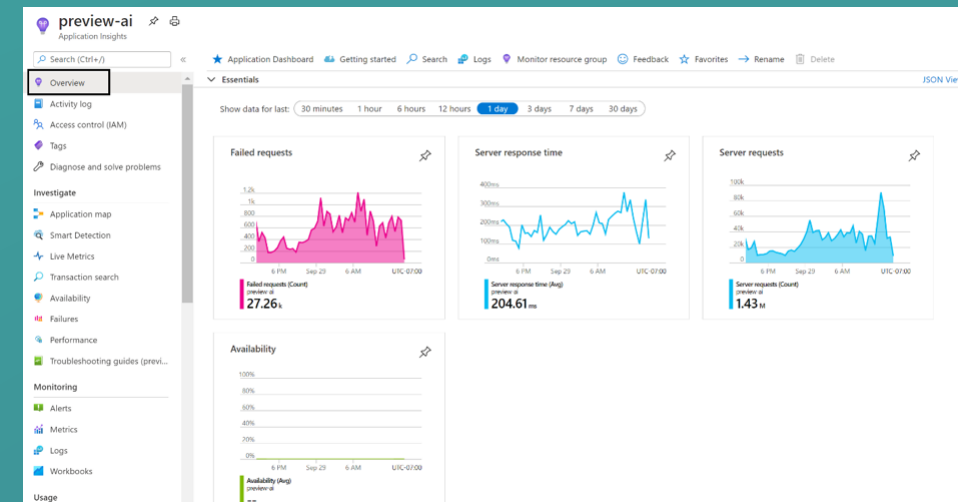 preview-ai
Application Insights
Search (Ctrl+/)
«
Application Dashboard
Getting started
Search
Logs
Monitor resource group
Feedback
Favorites
Rename
Delete
Overview
Activity log
Access control (IAM)
Tags
Diagnose and solve problems
Investigate
Application map
Smart Detection
Live Metrics
Transaction search
Availability
Failures
Performance
Troubleshooting guides (previ...
Monitoring
Alerts
Metrics
Logs
Workbooks
Usage
Essentials
JSON Vie
Show data for last:
30 minutes
1 hour
6 hours
12 hours
1 day
3 days
7 days
30 days
Failed requests
1.2k
1k
800
600
400
200
0
6 PM
Sep 29
6 AM
UTC-07:00
Failed requests (Count)
preview-ai
27.26 k
Server response time
400ms
300ms
200ms
100ms
0ms
6 PM
Sep 29
6 AM
UTC-07:00
Server response time (Avg)
preview-ai
204.61 ms
Server requests
100k
80k
60k
40k
20k
0
6 PM
Sep 29
6 AM
UTC-07:00
Server requests (Count)
preview-ai
1.43 M
Availability
100%
80%
60%
40%
20%
0%
6 PM
Sep 29
6 AM
UTC-07:00
Availability (Avg)
preview-ai